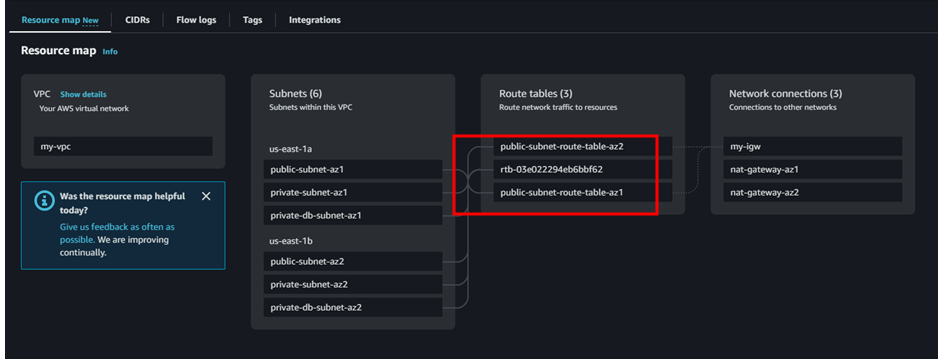 Resource map New
CIDRs
Flow logs
Tags
Integrations
Resource map Info
VPC Show details
Your AWS virtual network
my-vpc
Was the resource map helpful
today?
Give us feedback as often as
possible. We are improving
continually.
Subnets (6)
Subnets within this VPC
us-east-1a
public-subnet-az1
private-subnet-az1
private-db-subnet-az1
us-east-1b
public-subnet-az2
private-subnet-az2
private-db-subnet-az2
Route tables (3)
Route network traffic to resources
public-subnet-route-table-az2
rtb-03e022294eb6bbf62
public-subnet-route-table-az1
Network connections (3)
Connections to other networks
my-igw
nat-gateway-az1
nat-gateway-az2